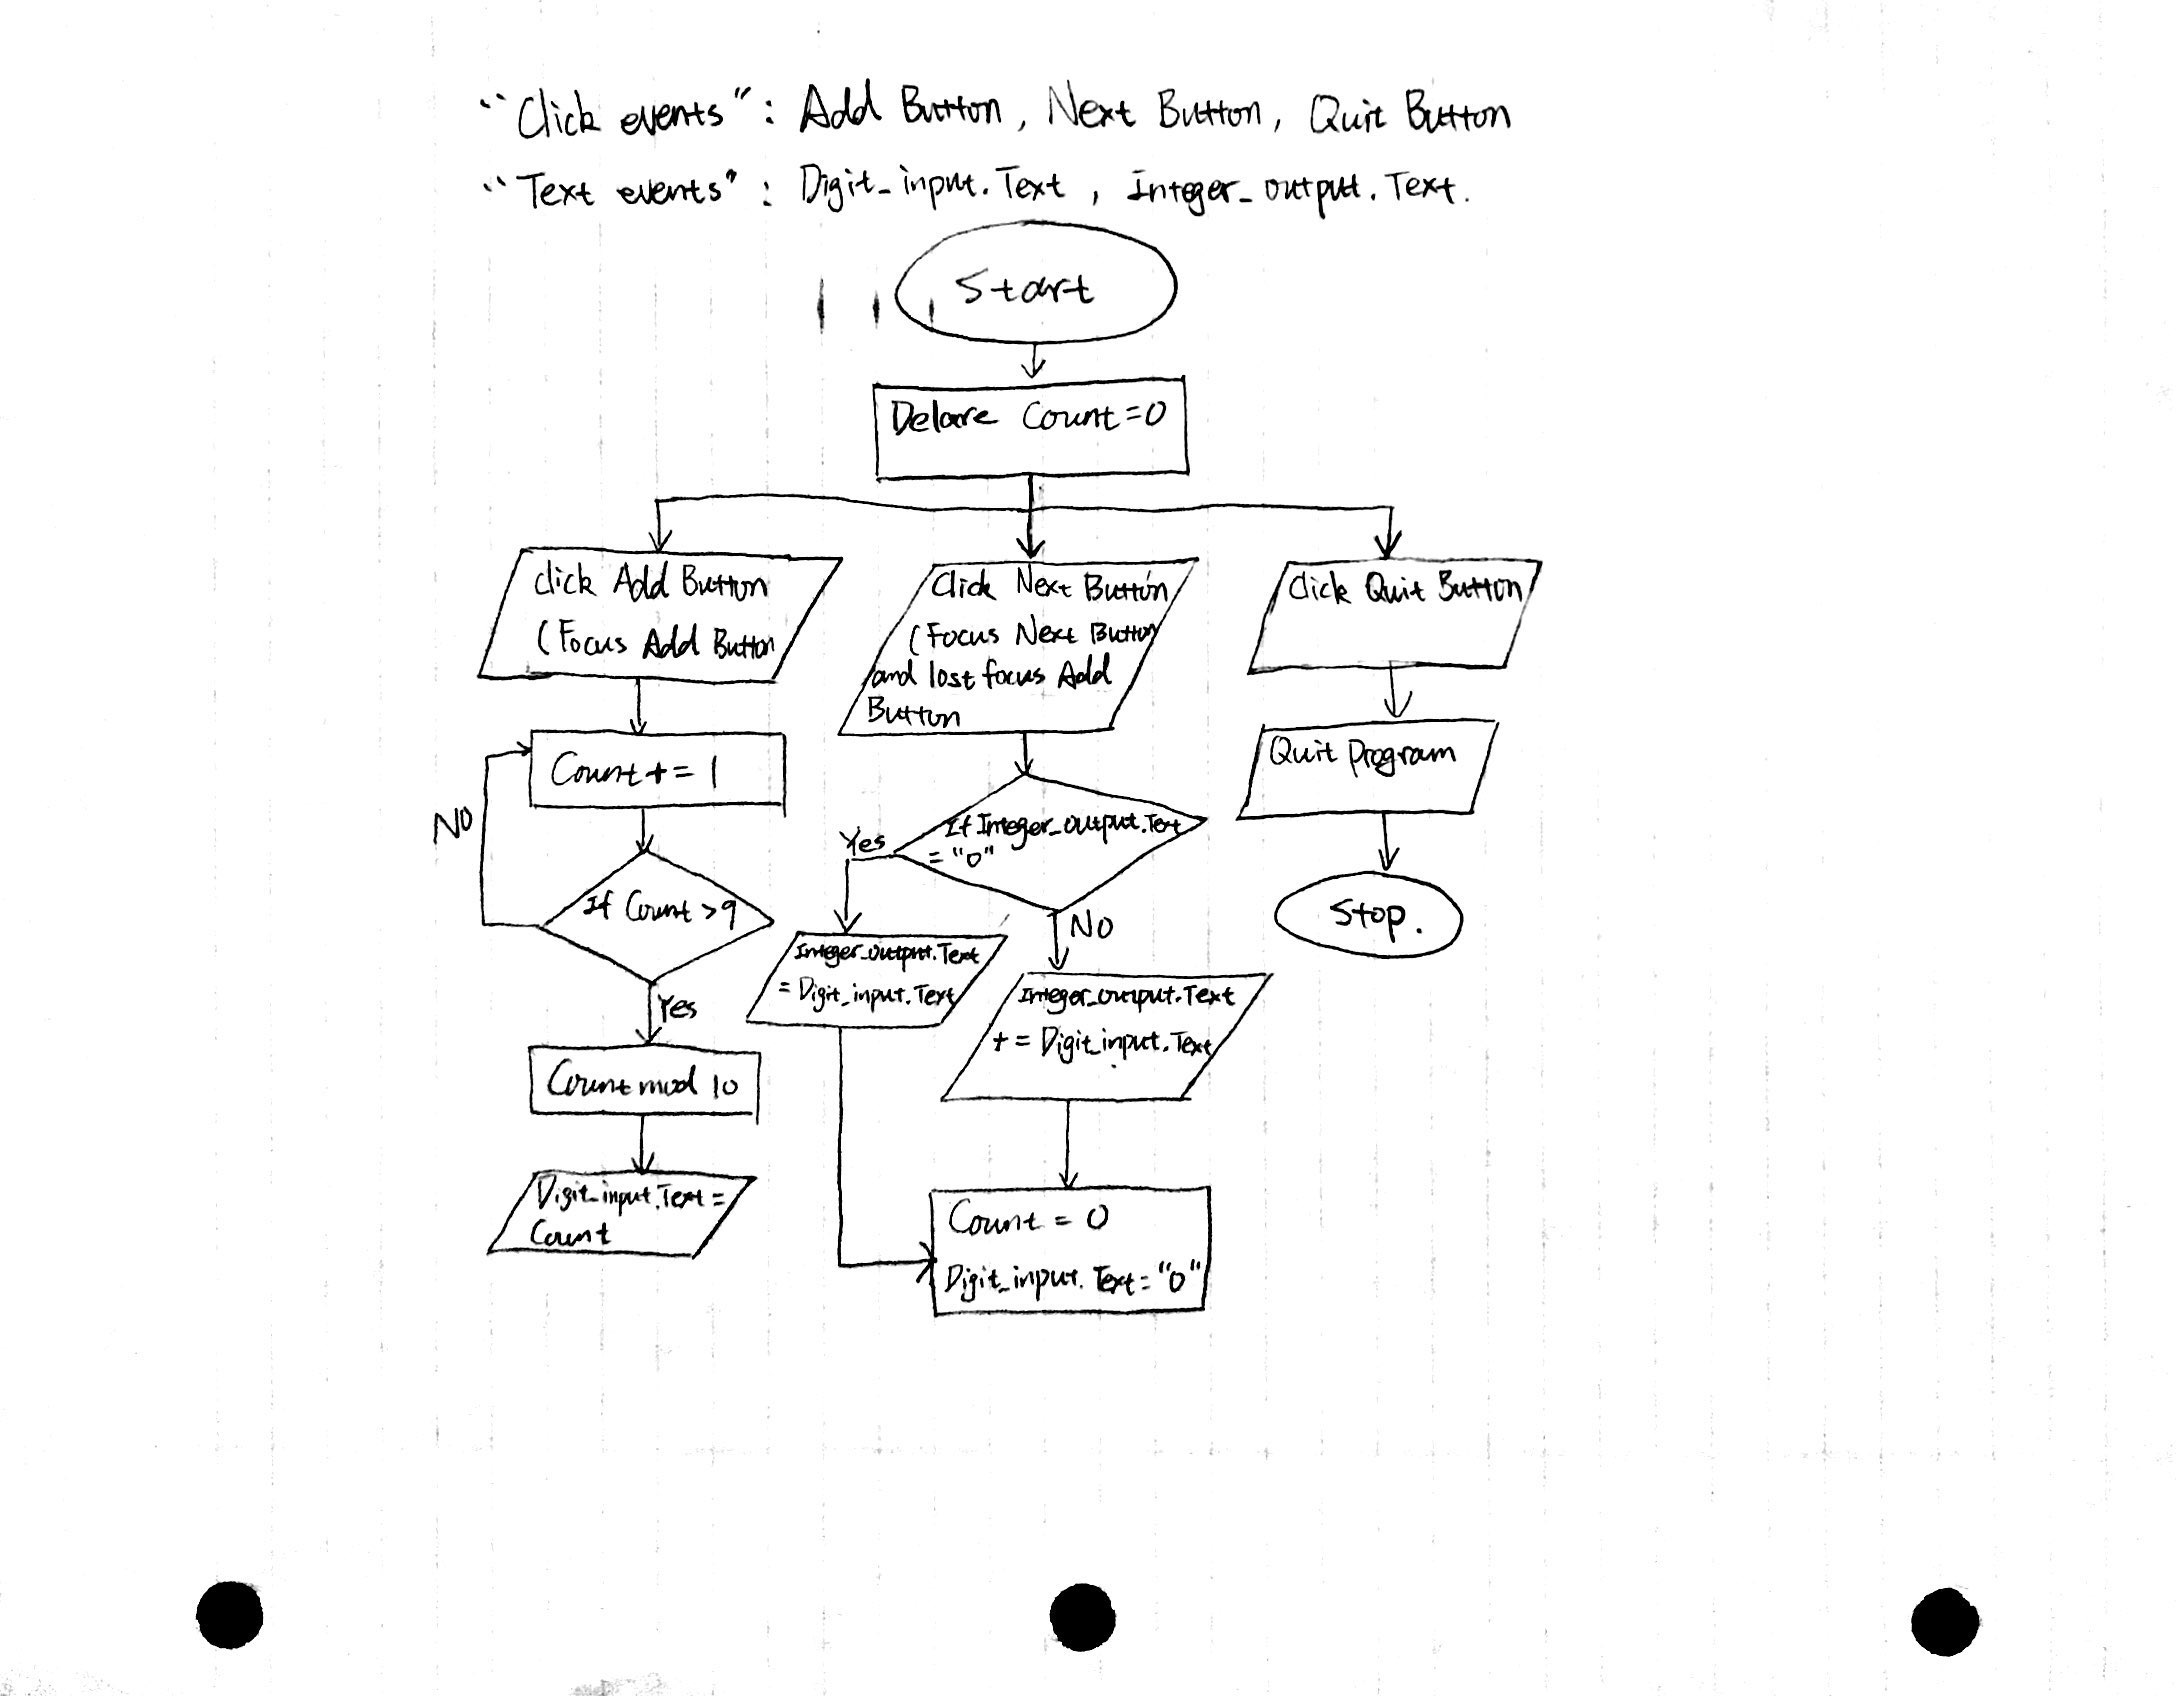 "Click events": Add Button, Next Button, Quit Button
"Text events": Digit_input.Text, Integer_output.Text.
Start
Delare Count=0
click Add Button
(Focus Add Button
Count += 1
No
If Count >9
Yes
Count mod 10
Digit_input.Text =
Count
Click Next Button
(Focus Next Button
and lost focus Add
Button
If Integer_output.Text
= "0"
Yes
Integer_output.Text
= Digit_input.Text
No
Integer_output.Text
+ = Digit_input.Text
Count = 0
Digit_input. Text = "0"
Click Quit Button
Quit program
Stop.